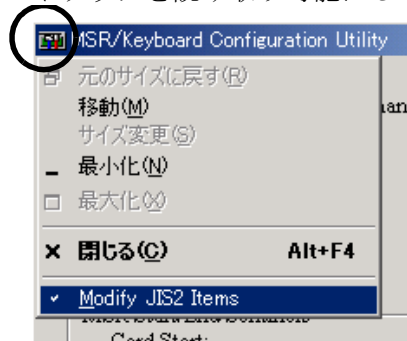 MSR/Keyboard Configuration Utility
元のサイズに戻す(R)
移動(M)
サイズ変更(S)
最小化(N)
最大化(X)
閉じる(C) Alt+F4
Modify JIS2 Items
Card Start: